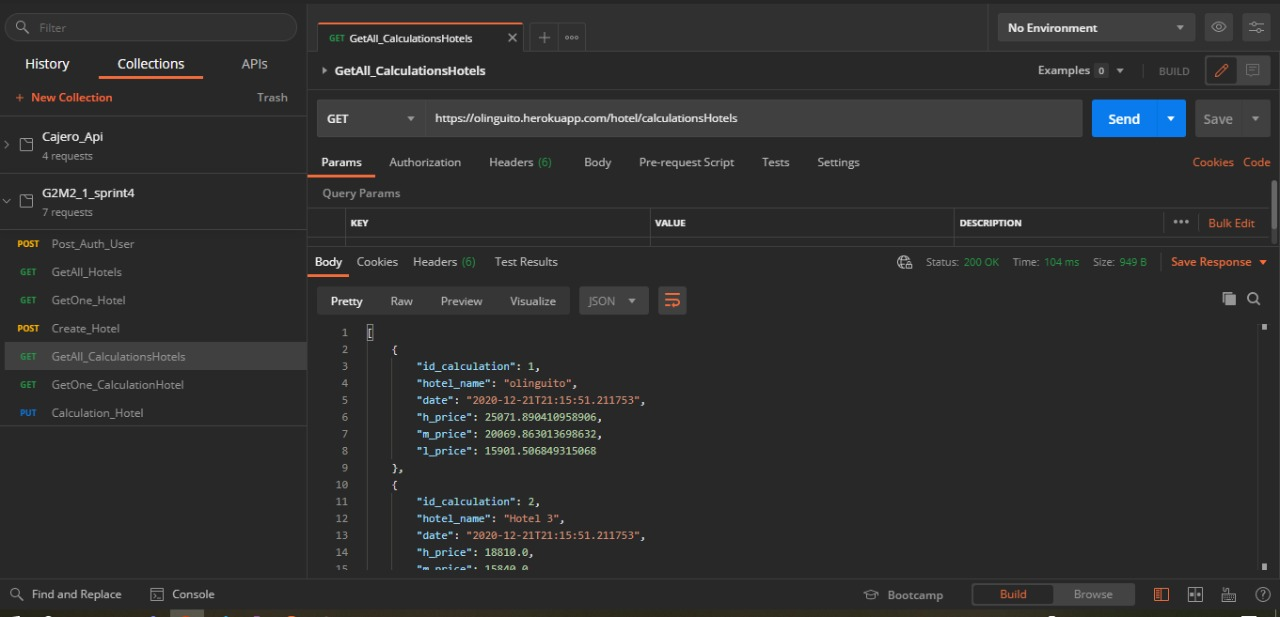 Filter
History Collections APIs
+ New Collection Trash
Cajero_Api
4 requests
G2M2_1_sprint4
7 requests
POST Post_Auth_User
GET GetAll_Hotels
GET GetOne_Hotel
POST Create_Hotel
GET GetAll_CalculationsHotels
GET GetOne_CalculationHotel
PUT Calculation_Hotel
GET GetAll_CalculationsHotels
No Environment
GetAll_CalculationsHotels
Examples 0 BUILD
GET https://olinguito.herokuapp.com/hotel/calculationsHotels Send Save
Params Authorization Headers (6) Body Pre-request Script Tests Settings Cookies Code
Query Params
KEY VALUE DESCRIPTION Bulk Edit
Body Cookies Headers (6) Test Results Status: 200 OK Time: 104 ms Size: 949 B Save Response
Pretty Raw Preview Visualize JSON
1 [
2 {
3 "id_calculation": 1,
4 "hotel_name": "olinguito",
5 "date": "2020-12-21T21:15:51.211753",
6 "h_price": 25071.890410958906,
7 "m_price": 20069.863013698632,
8 "l_price": 15901.506849315068
9 },
10 {
11 "id_calculation": 2,
12 "hotel_name": "Hotel 3",
13 "date": "2020-12-21T21:15:51.211753",
14 "h_price": 18810.0,
15 "m_price": 15840.0
Find and Replace Console Bootcamp Build Browse